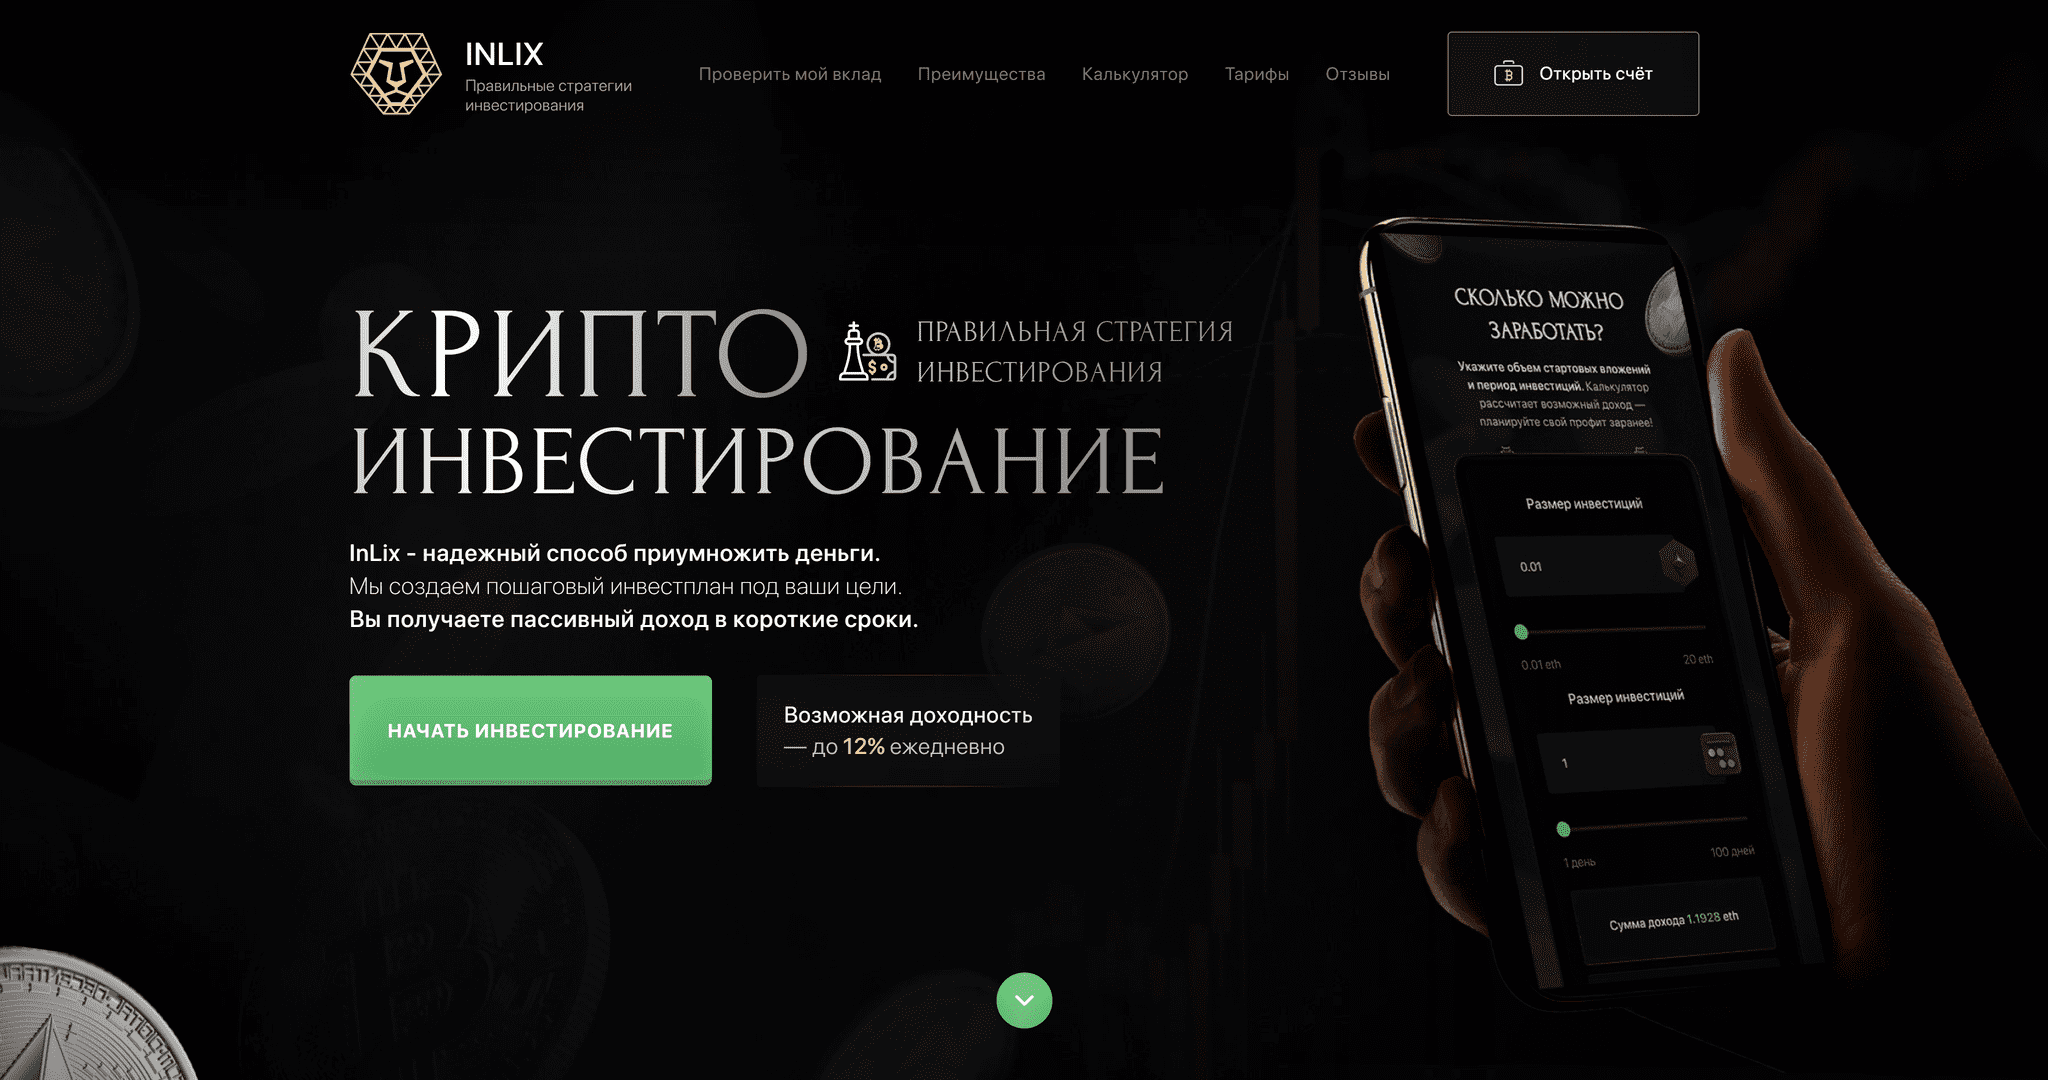 INLIX
Правильные стратегии
инвестирования
Проверить мой вклад
Преимущества
Калькулятор
Тарифы
Отзывы
Открыть счёт
КРИПТО
ПРАВИЛЬНАЯ СТРАТЕГИЯ
ИНВЕСТИРОВАНИЯ
ИНВЕСТИРОВАНИЕ
InLix - надежный способ приумножить деньги.
Мы создаем пошаговый инвестплан под ваши цели.
Вы получаете пассивный доход в короткие сроки.
НАЧАТЬ ИНВЕСТИРОВАНИЕ
Возможная доходность
— до 12% ежедневно
СКОЛЬКО МОЖНО
ЗАРАБОТАТЬ?
Укажите объем стартовых вложений
и период инвестиций. Калькулятор
рассчитает возможный доход —
планируйте свой профит заранее!
Размер инвестиций
0.01
0.01 eth
20 eth
Размер инвестиций
1
1 день
100 дней
Сумма дохода 1.1928 eth